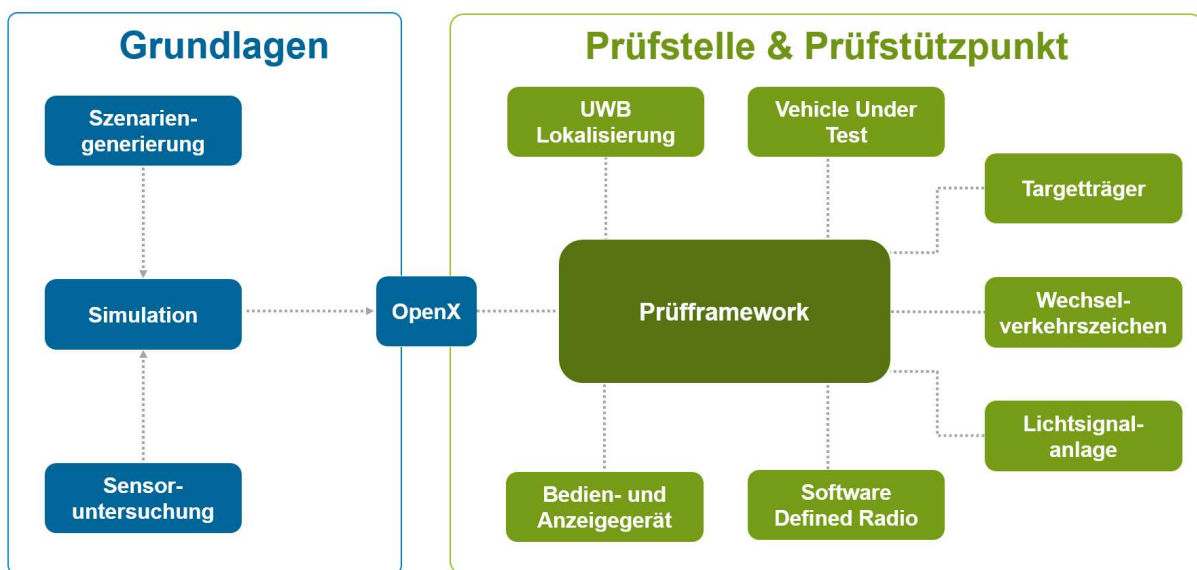 Grundlagen
Szenarien-
generierung
Simulation
Sensor-
untersuchung
OpenX
Prüfstelle & Prüfstützpunkt
UWB
Lokalisierung
Vehicle Under
Test
Targetträger
Prüfframework
Wechsel-
verkehrszeichen
Lichtsignal-
anlage
Bedien- und
Anzeigegerät
Software
Defined Radio